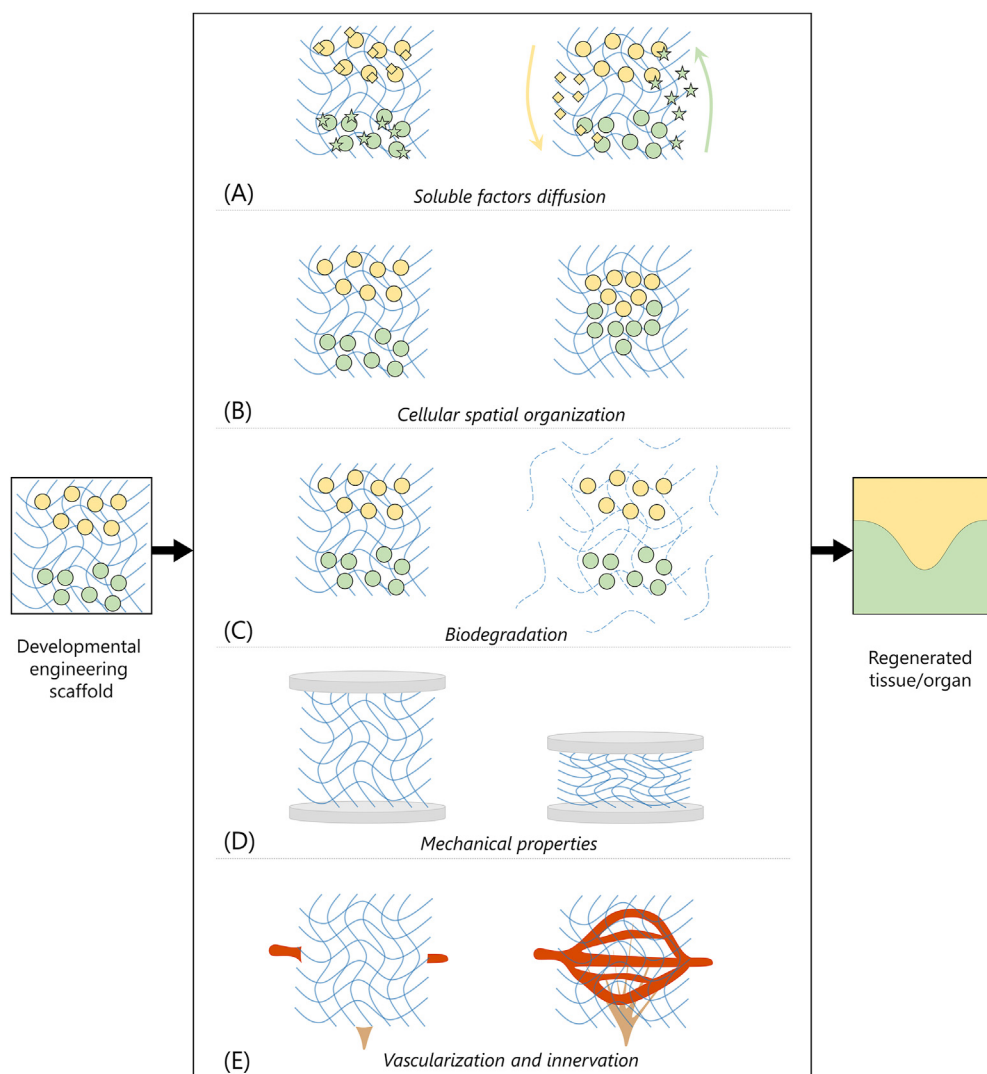 (A)
Soluble factors diffusion
(B)
Cellular spatial organization
(C)
Biodegradation
Developmental
engineering
scaffold
Regenerated
tissue/organ
(D)
Mechanical properties
(E)
Vascularization and innervation